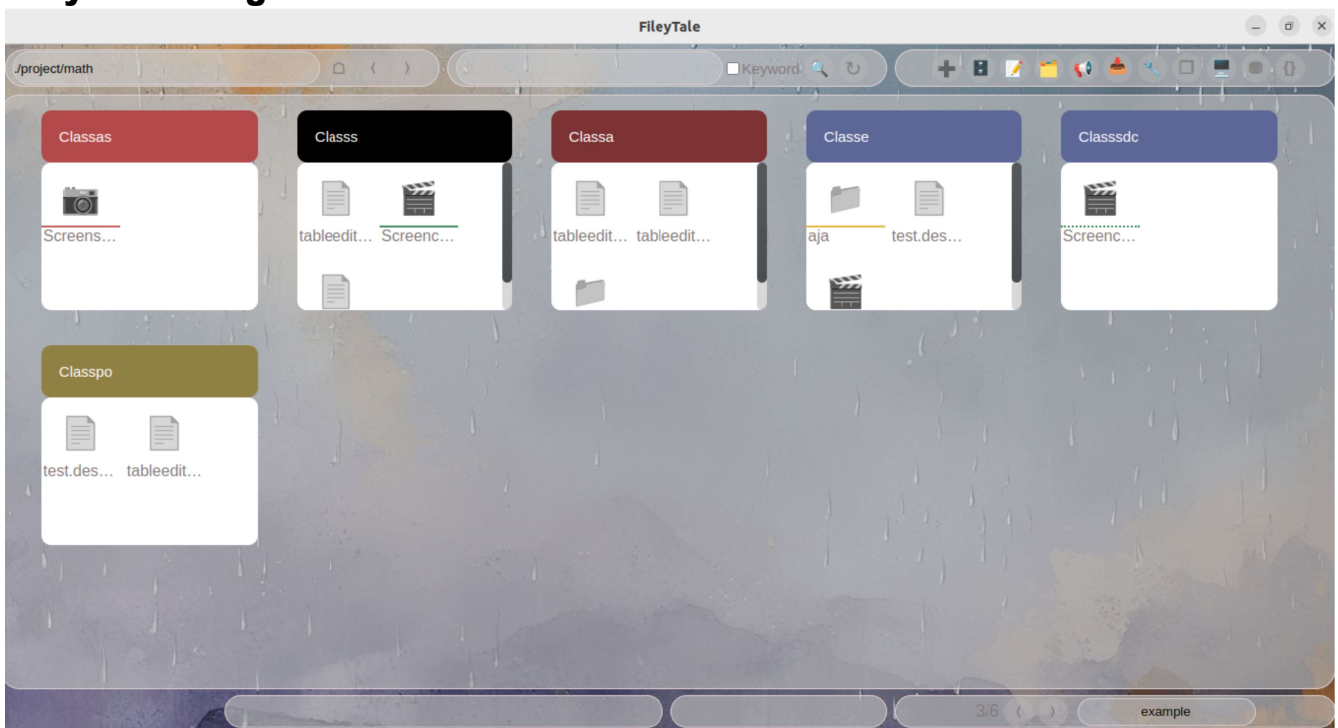 FileyTale
./project/math
Keyword
{}
Classas
Classs
Classa
Classe
Classsdc
Screens...
tableedit... Screenc...
tableedit... tableedit...
aja test.des...
Screenc...
Classpo
test.des... tableedit...
3/6
example